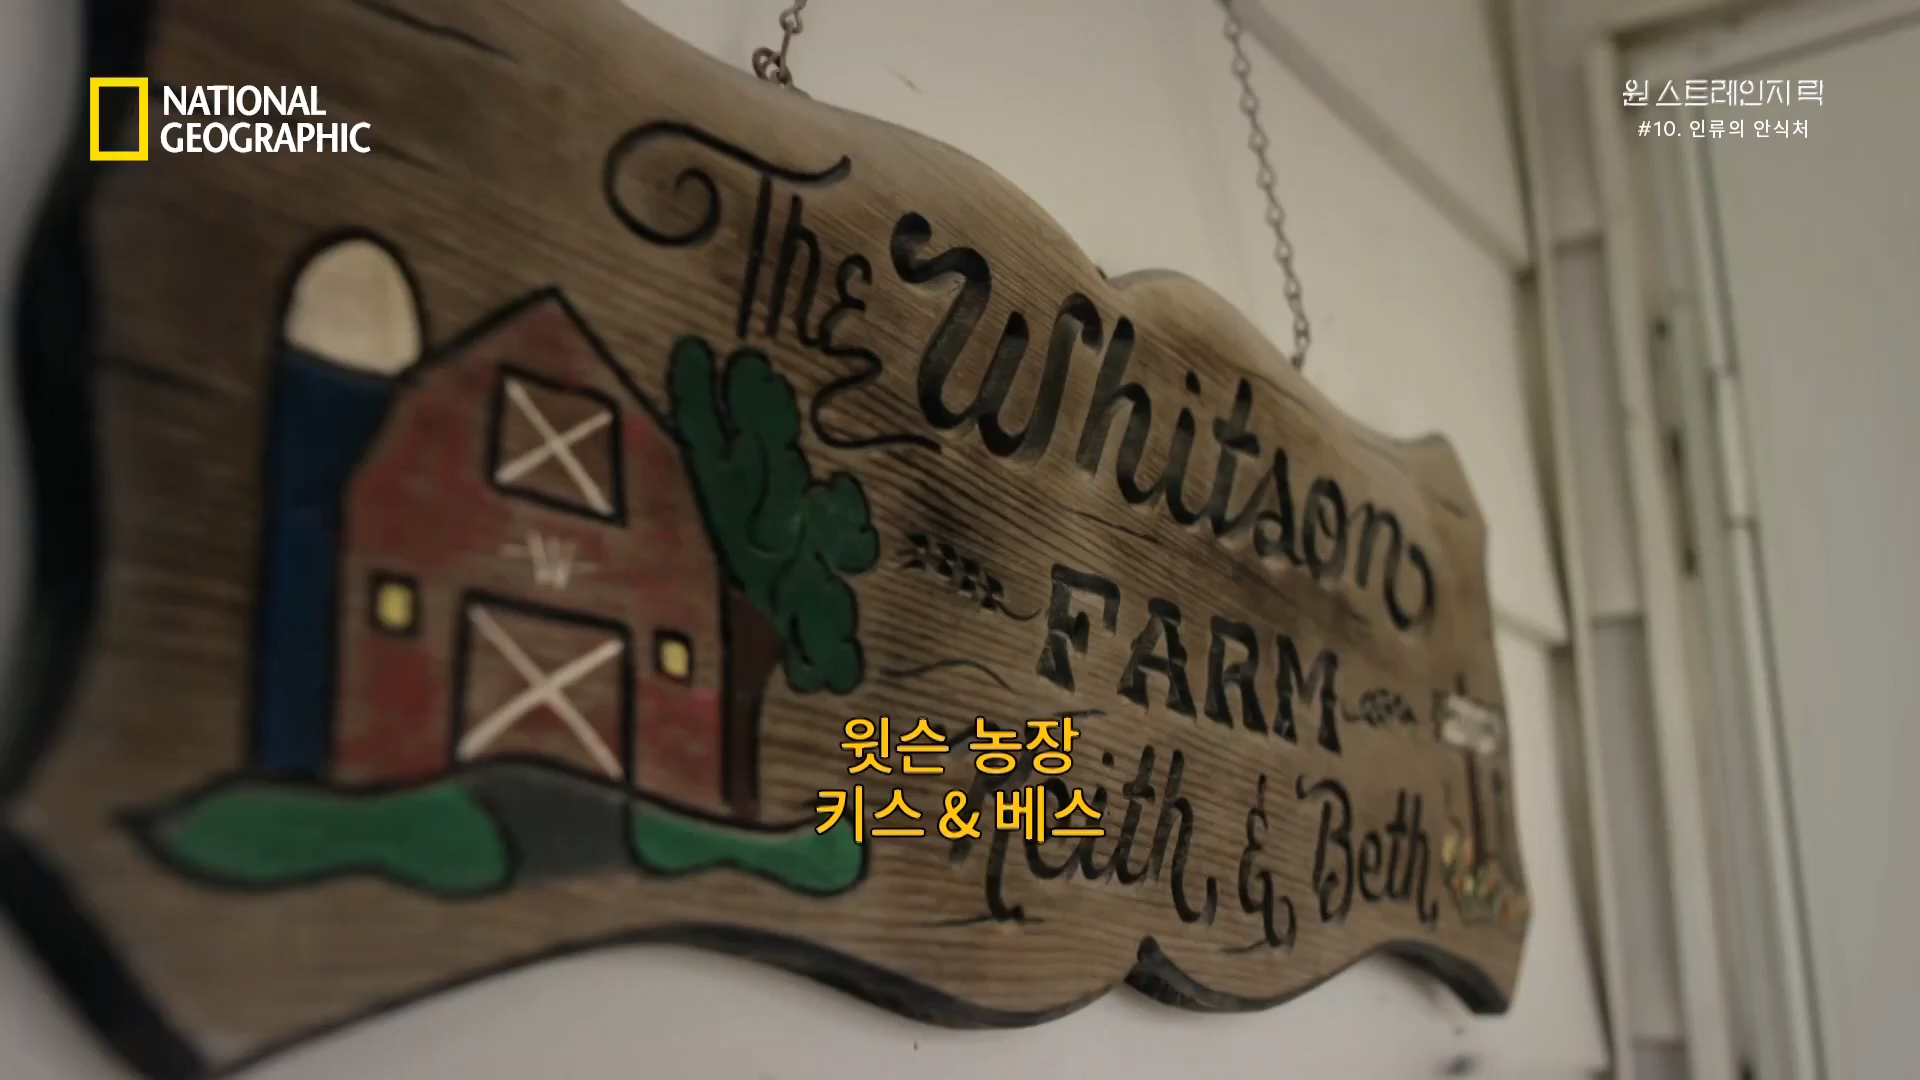 NATIONAL
GEOGRAPHIC
원 스트레인지 락
#10. 인류의 안식처
The Whitson
FARM
Keith & Beth
윗슨 농장
키스 & 베스